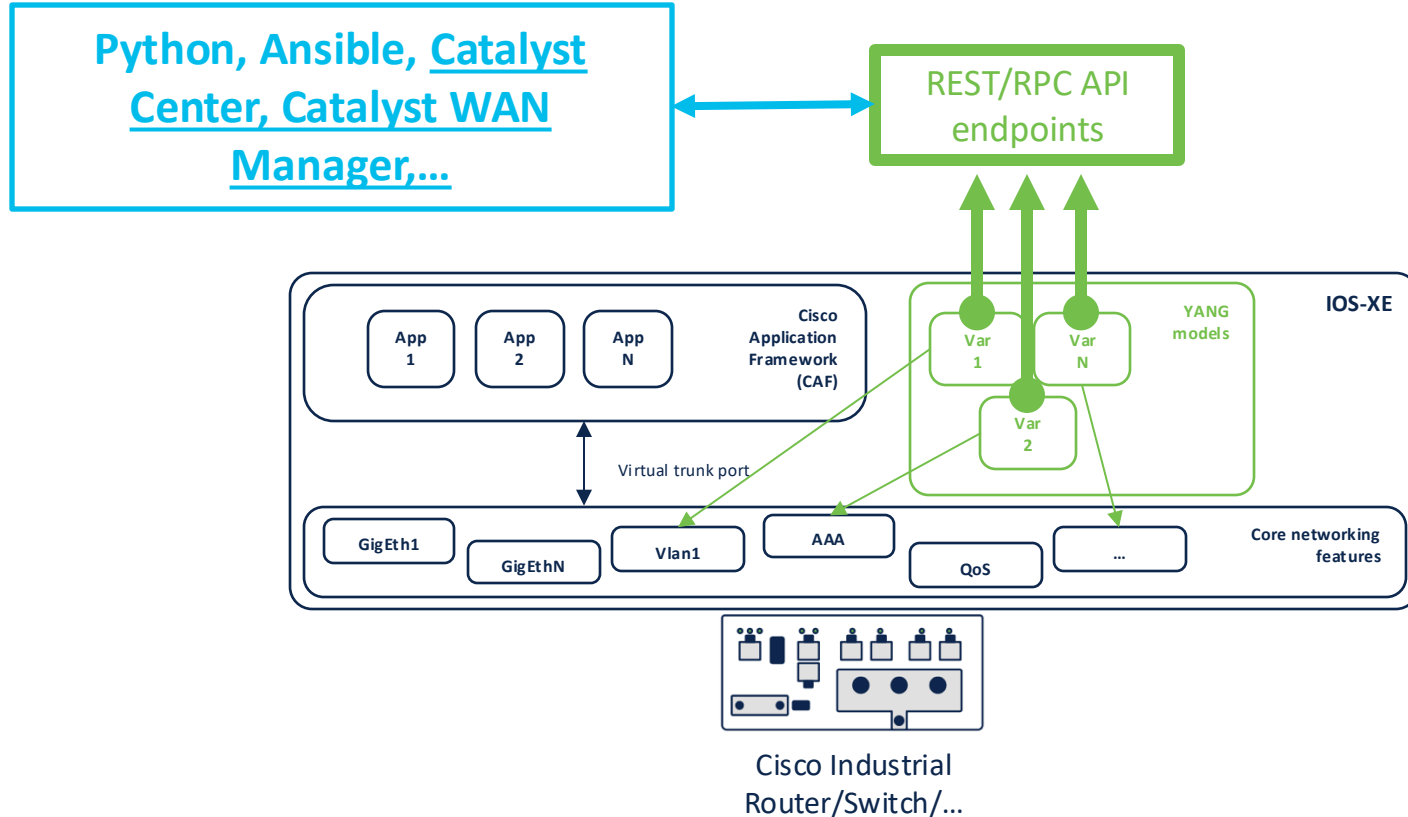 Python, Ansible, Catalyst
Center, Catalyst WAN
Manager,...
REST/RPC API
endpoints
IOS-XE
Cisco
Application
Framework
(CAF)
App
1
App
2
App
N
YANG
models
Var
1
Var
N
Var
2
Virtual trunk port
GigEth1
GigEthN
Vlan1
AAA
QoS
...
Core networking
features
Cisco Industrial
Router/Switch/...